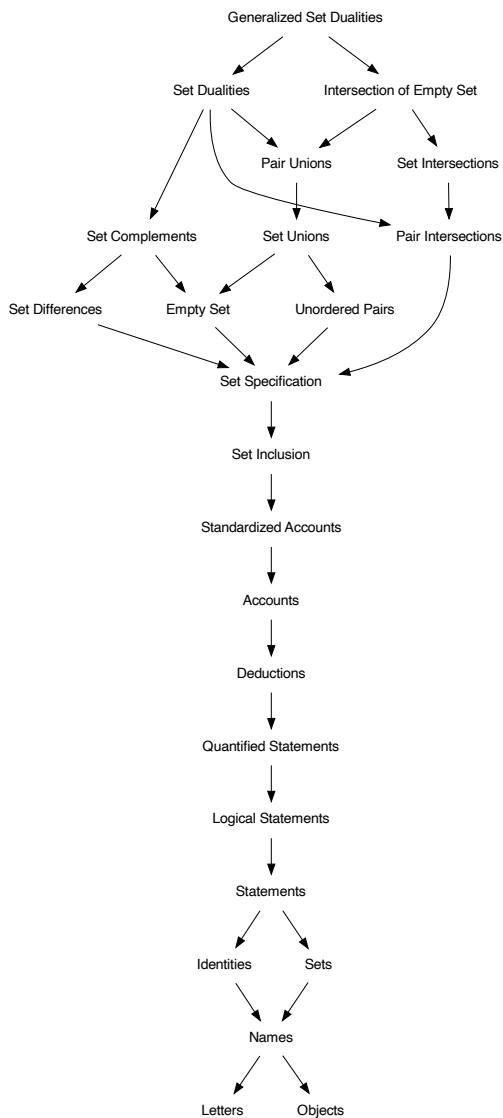 Generalized Set Dualities
Set Dualities
Intersection of Empty Set
Pair Unions
Set Intersections
Set Complements
Set Unions
Pair Intersections
Set Differences
Empty Set
Unordered Pairs
Set Specification
Set Inclusion
Standardized Accounts
Accounts
Deductions
Quantified Statements
Logical Statements
Statements
Identities
Sets
Names
Letters
Objects